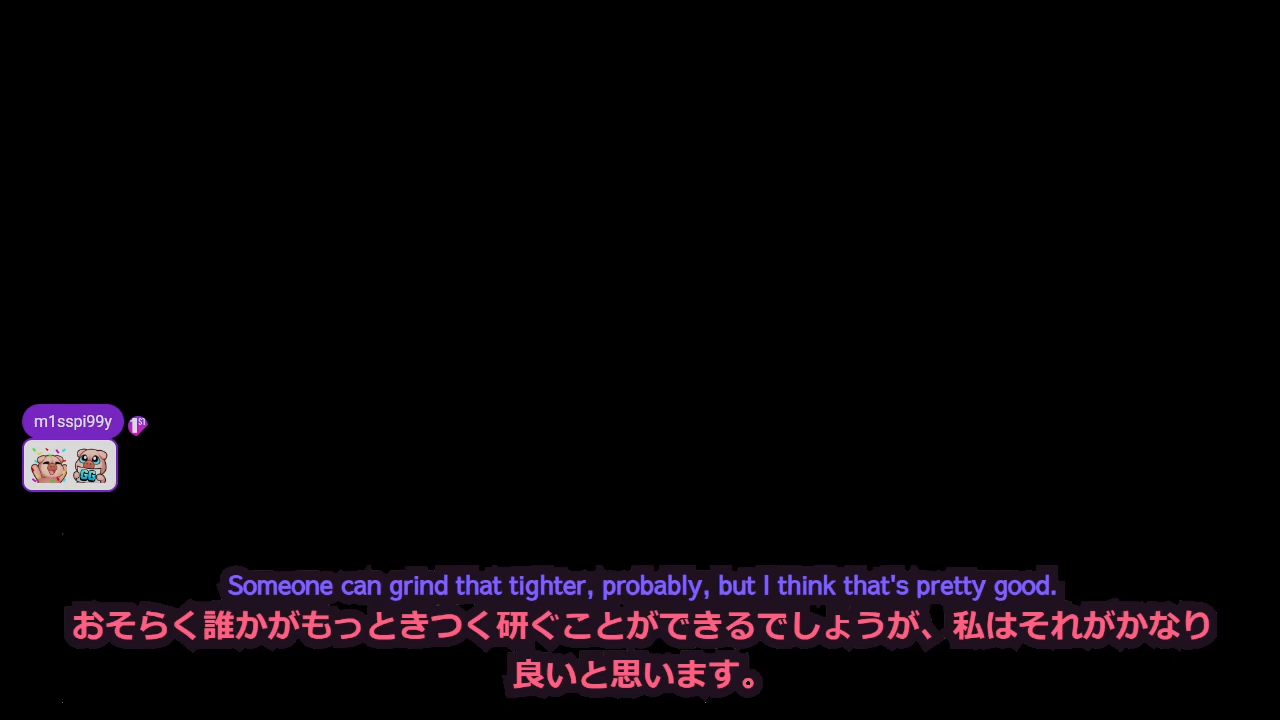 m1sspi99y
1ST
GG
Someone can grind that tighter, probably, but I think that's pretty good.
おそらく誰かがもっときつく研ぐことができるでしょうが、私はそれがかなり
良いと思います。